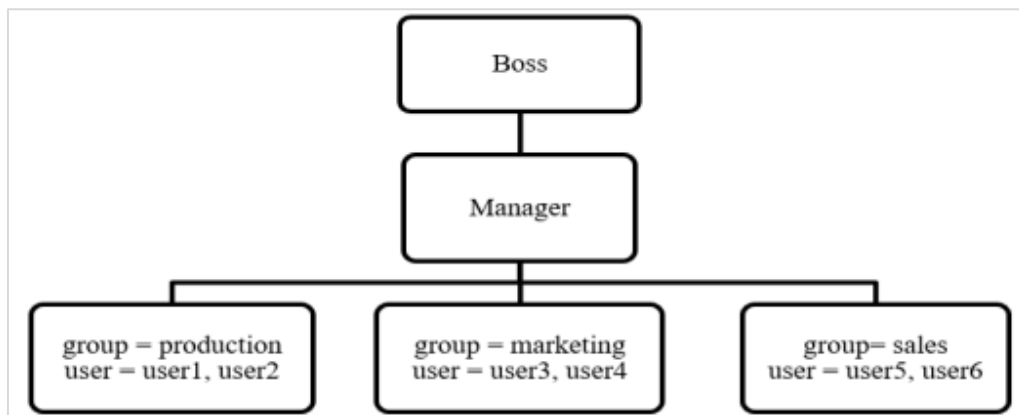 Boss
Manager
group = production
user = user1, user2
group = marketing
user = user3, user4
group= sales
user = user5, user6